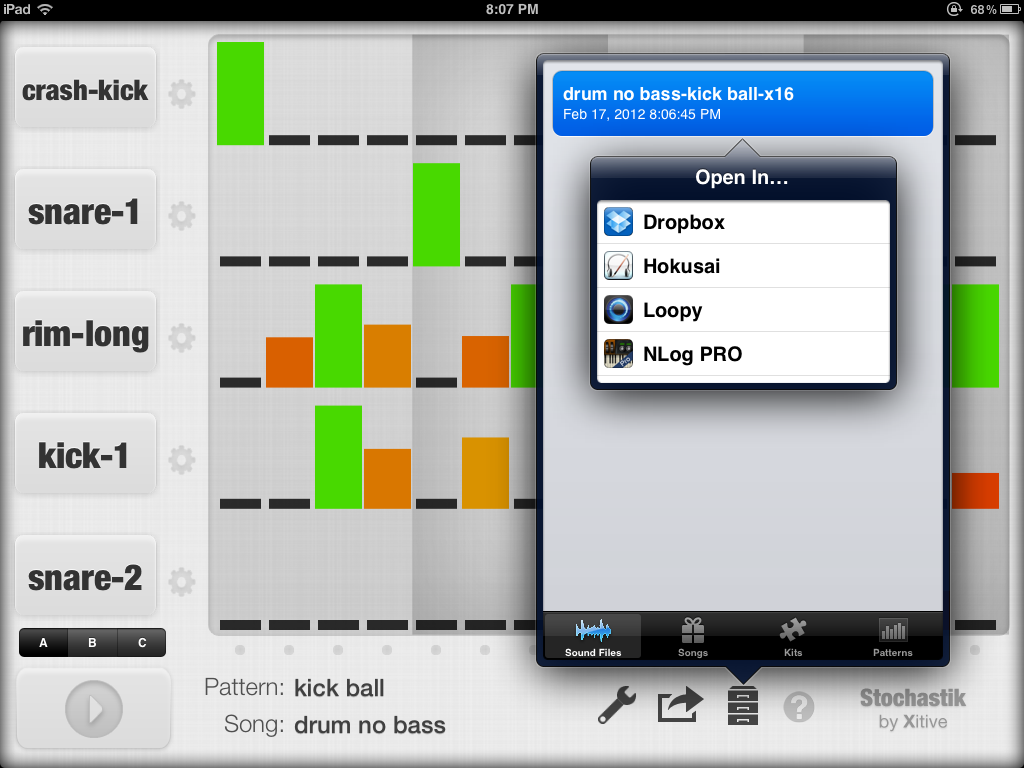 iPad 8:07 PM 68%
crash-kick
snare-1
rim-long
kick-1
snare-2
A B C
drum no bass-kick ball-x16
Feb 17, 2012 8:06:45 PM
Open In...
Dropbox
Hokusai
Loopy
NLog PRO
Pro
Sound Files Songs Kits Patterns
Pattern: kick ball
Song: drum no bass
?
Stochastik
by Xitive